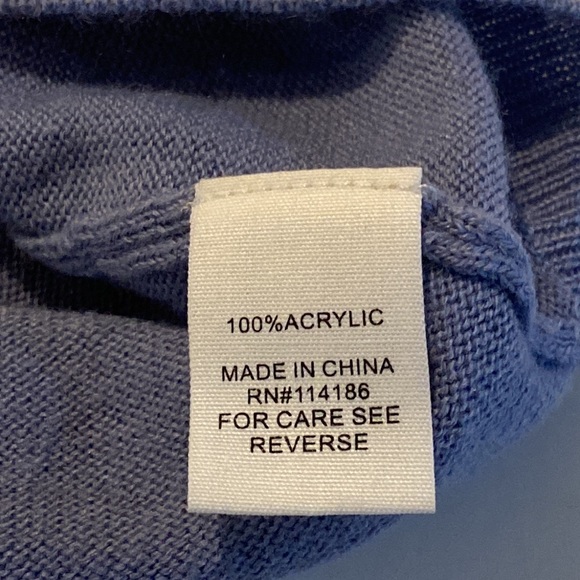 100%ACRYLIC
MADE IN CHINA
RN#114186
FOR CARE SEE
REVERSE